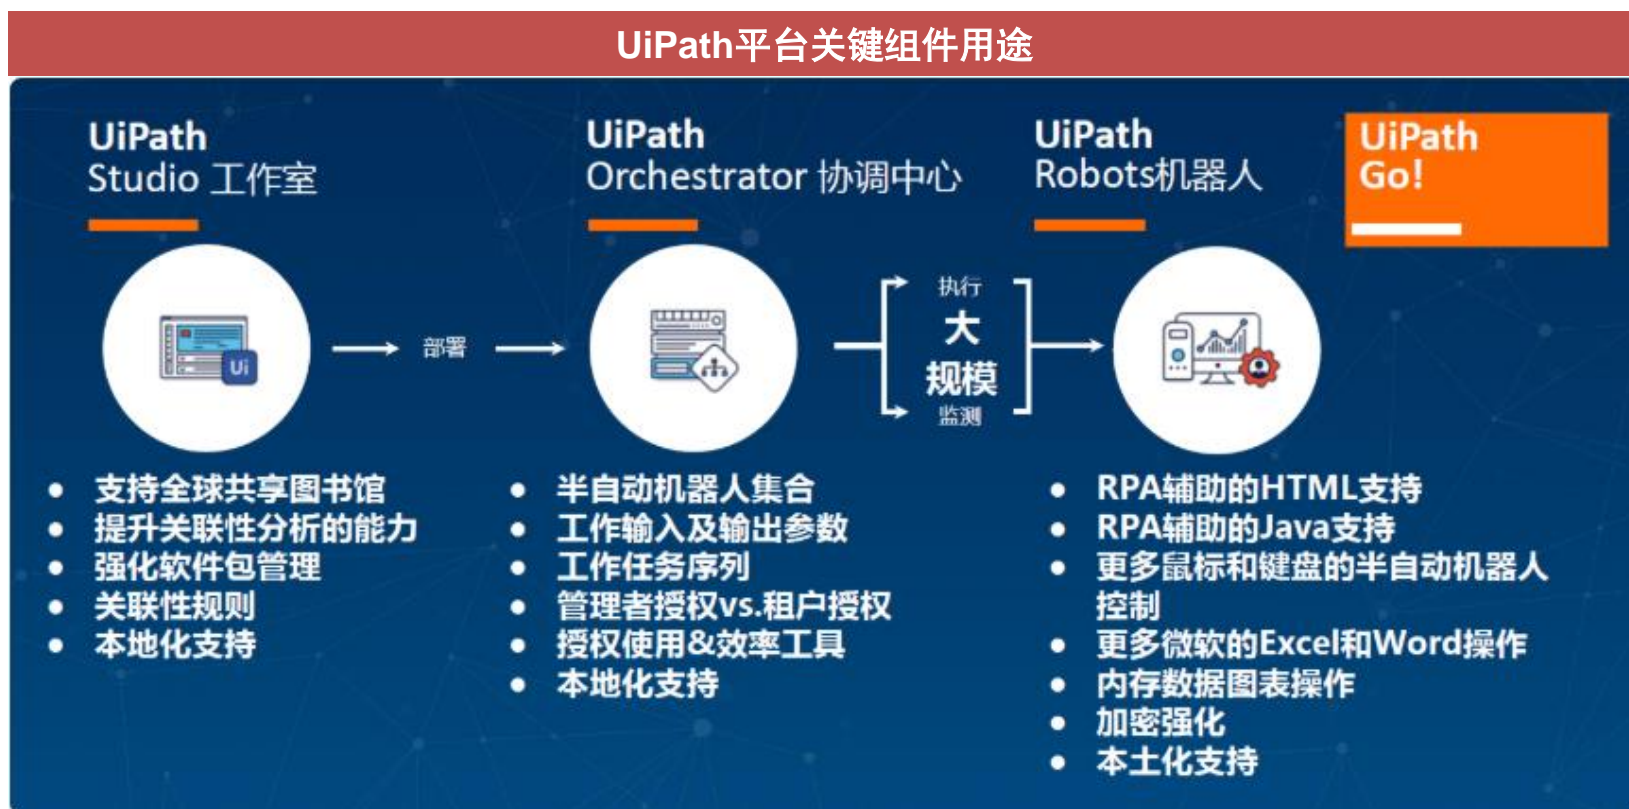 UiPath平台关键组件用途
UiPath
Studio 工作室
UiPath
Orchestrator 协调中心
UiPath
Robots机器人
UiPath
Go!
Ui
部署
执行
大
规模
监测
支持全球共享图书馆
提升关联性分析的能力
强化软件包管理
关联性规则
本地化支持
半自动机器人集合
工作输入及输出参数
工作任务序列
管理者授权vs.租户授权
授权使用&效率工具
本地化支持
RPA辅助的HTML支持
RPA辅助的Java支持
更多鼠标和键盘的半自动机器人
控制
更多微软的Excel和Word操作
内存数据图表操作
加密强化
本土化支持